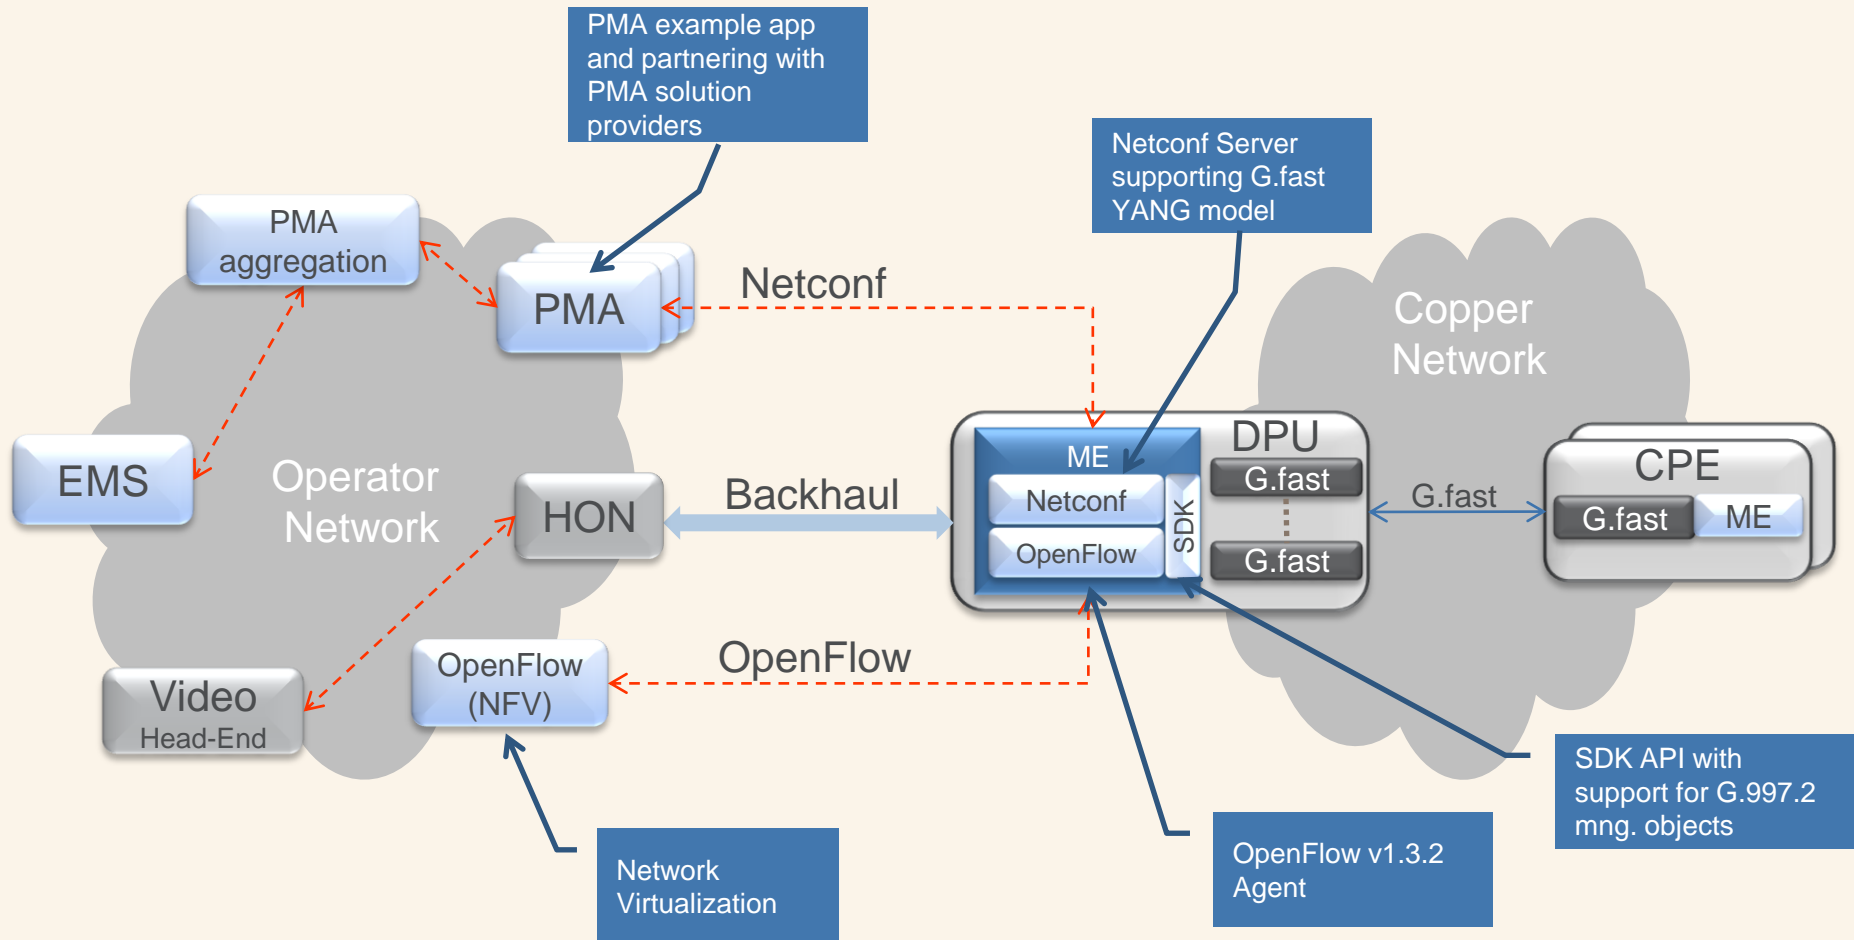 PMA example app
and partnering with
PMA solution
providers
Netconf Server
supporting G.fast
YANG model
PMA
aggregation
PMA
Netconf
Copper
Network
EMS
Operator
Network
HON
Backhaul
ME
Netconf
OpenFlow
SDK
DPU
G.fast
G.fast
G.fast
CPE
G.fast
ME
Video
Head-End
OpenFlow
(NFV)
OpenFlow
SDK API with
support for G.997.2
mng. objects
OpenFlow v1.3.2
Agent
Network
Virtualization